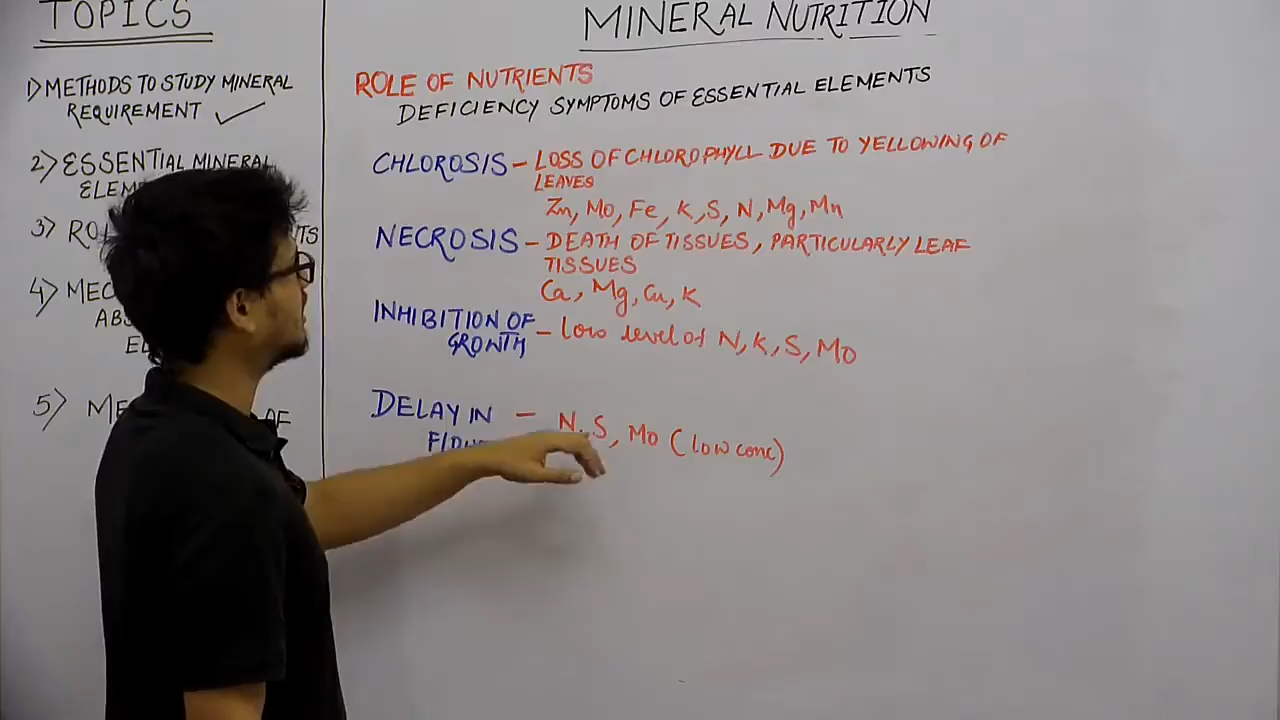 TOPICS
1) METHODS TO STUDY MINERAL
REQUIREMENT ✓
2) ESSENTIAL MINERAL
3)
4)
5)
OF
MINERAL NUTRITION
ROLE OF NUTRIENTS
DEFICIENCY SYMPTOMS OF ESSENTIAL ELEMENTS
CHLOROSIS – LOSS OF CHLOROPHYLL DUE TO YELLOWING OF
LEAVES
Zn, Mo, Fe, K, S, N, Mg, Mn
NECROSIS – DEATH OF TISSUES, PARTICULARLY LEAF
TISSUES
Ca, Mg, Cu, K
INHIBITION OF
GROWTH – low level of N, K, S, Mo
DELAY IN – N, S, Mo (low conc)